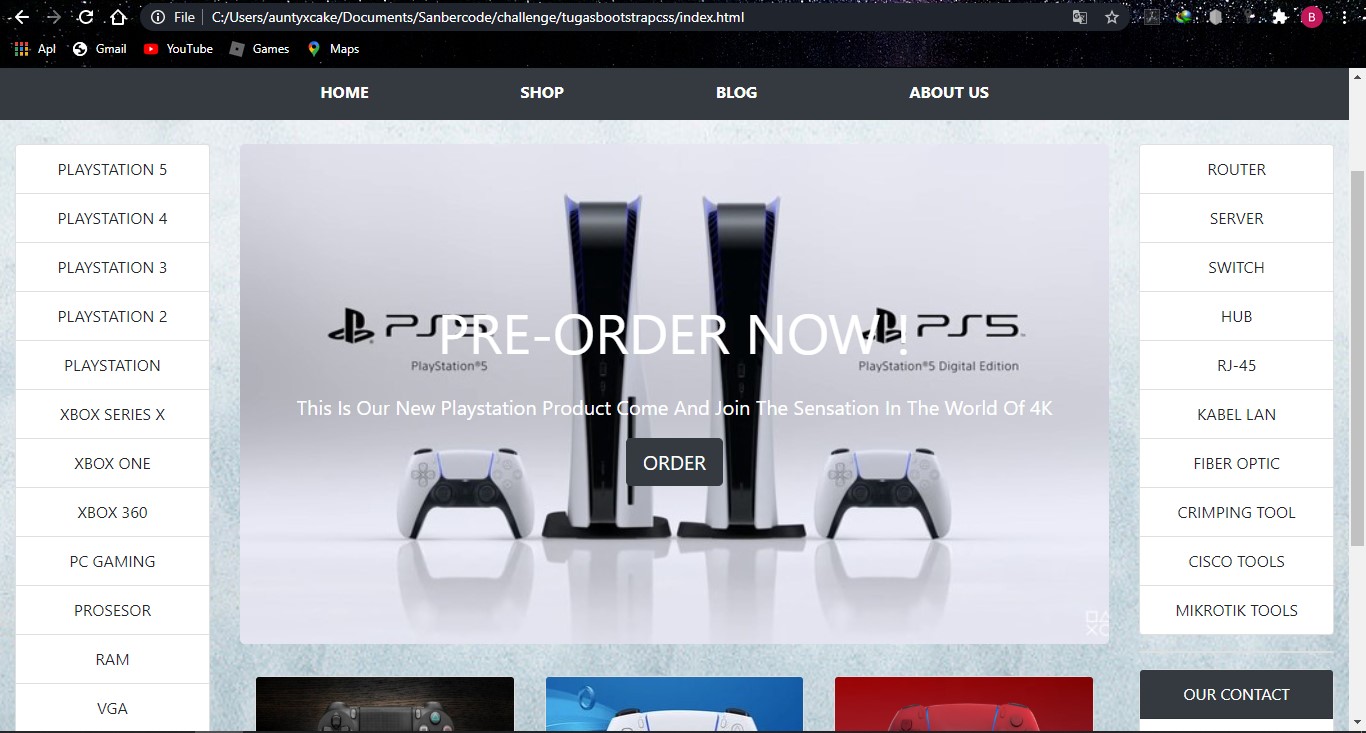 File
C:/Users/auntyxcake/Documents/Sanbercode/challenge/tugasbootstrapcss/index.html
B
Apl
Gmail
YouTube
Games
Maps
HOME
SHOP
BLOG
ABOUT US
PLAYSTATION 5
PLAYSTATION 4
PLAYSTATION 3
PLAYSTATION 2
PLAYSTATION
XBOX SERIES X
XBOX ONE
XBOX 360
PC GAMING
PROSESOR
RAM
VGA
PS5
PlayStation®5
PS5
PlayStation®5 Digital Edition
PRE-ORDER NOW !
This Is Our New Playstation Product Come And Join The Sensation In The World Of 4K
ORDER
ROUTER
SERVER
SWITCH
HUB
RJ-45
KABEL LAN
FIBER OPTIC
CRIMPING TOOL
CISCO TOOLS
MIKROTIK TOOLS
OUR CONTACT